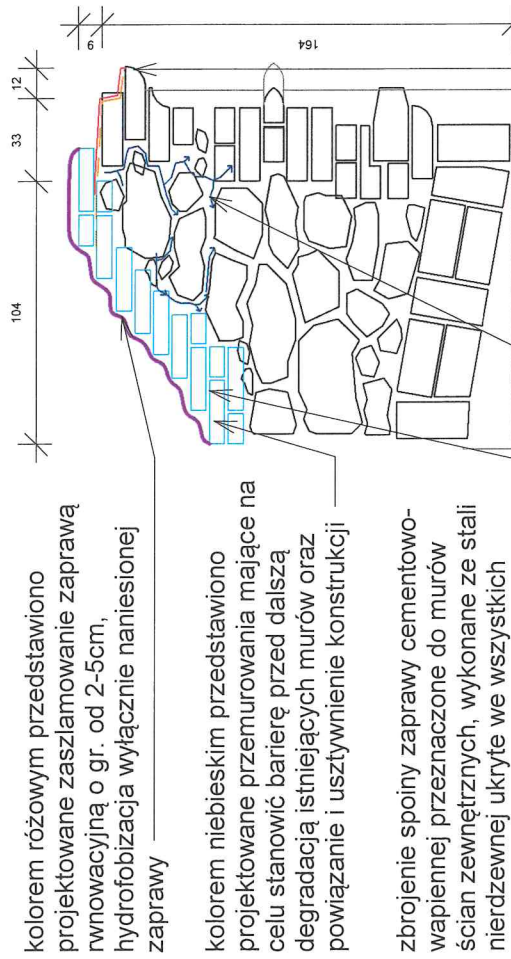 kolorem różowym przedstawiono
projektowane zaszlamowanie zaprawą
rwnowacyjną o gr. od 2-5cm,
hydrofobizacja wyłącznie naniesionej
zaprawy
kolorem niebieskim przedstawiono
projektowane przemurowania mające na
celu stanowić barierę przed dalszą
degradacją istniejących murów oraz
powiązanie i usztywnienie konstrukcji
zbrojenie spoiny zaprawy cementowo-
wapiennej przeznaczone do murów
ścian zewnętrznych, wykonane ze stali
nierdzewnej ukryte we wszystkich
104
33
12
9
164